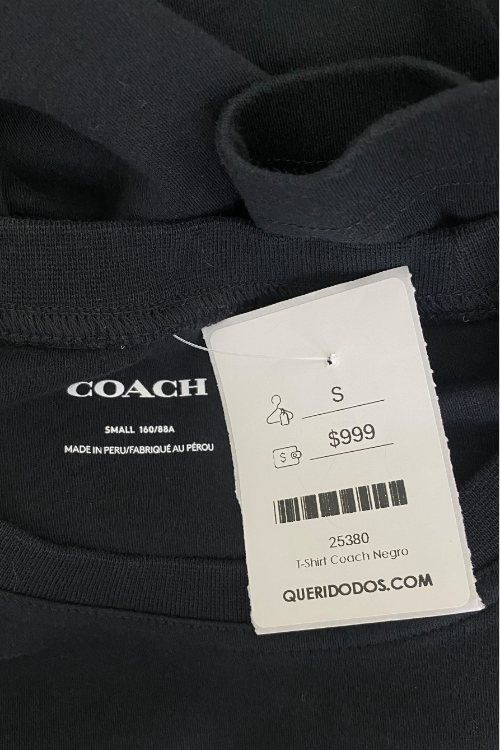 COACH
SMALL 160/88A
MADE IN PERU/FABRIQUÉ AU PÉROU
S
$999
25380
T-Shirt Coach Negro
QUERIDODOS.COM